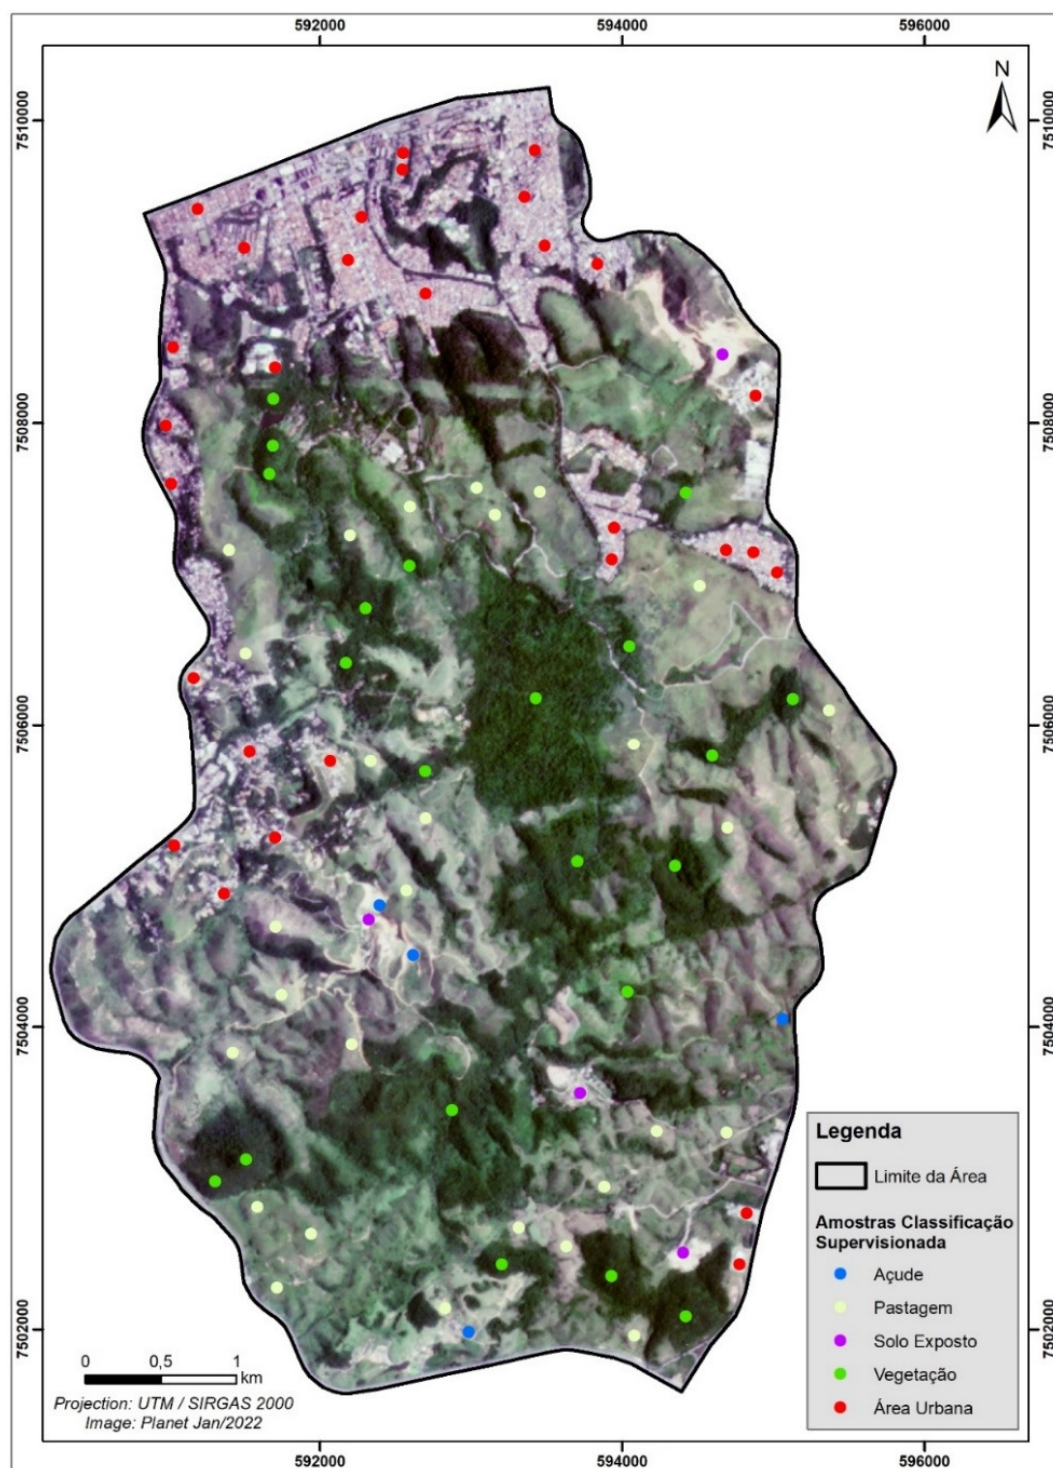 592000 594000 596000
N
7510000 7510000
7508000 7508000
7506000 7506000
7504000 7504000
7502000 7502000
Legenda
Limite da Área
Amostras Classificação
Supervisionada
Açude
Pastagem
Solo Exposto
Vegetação
Área Urbana
0 0,5 1
km
Projection: UTM / SIRGAS 2000
Image: Planet Jan/2022
592000 594000 596000